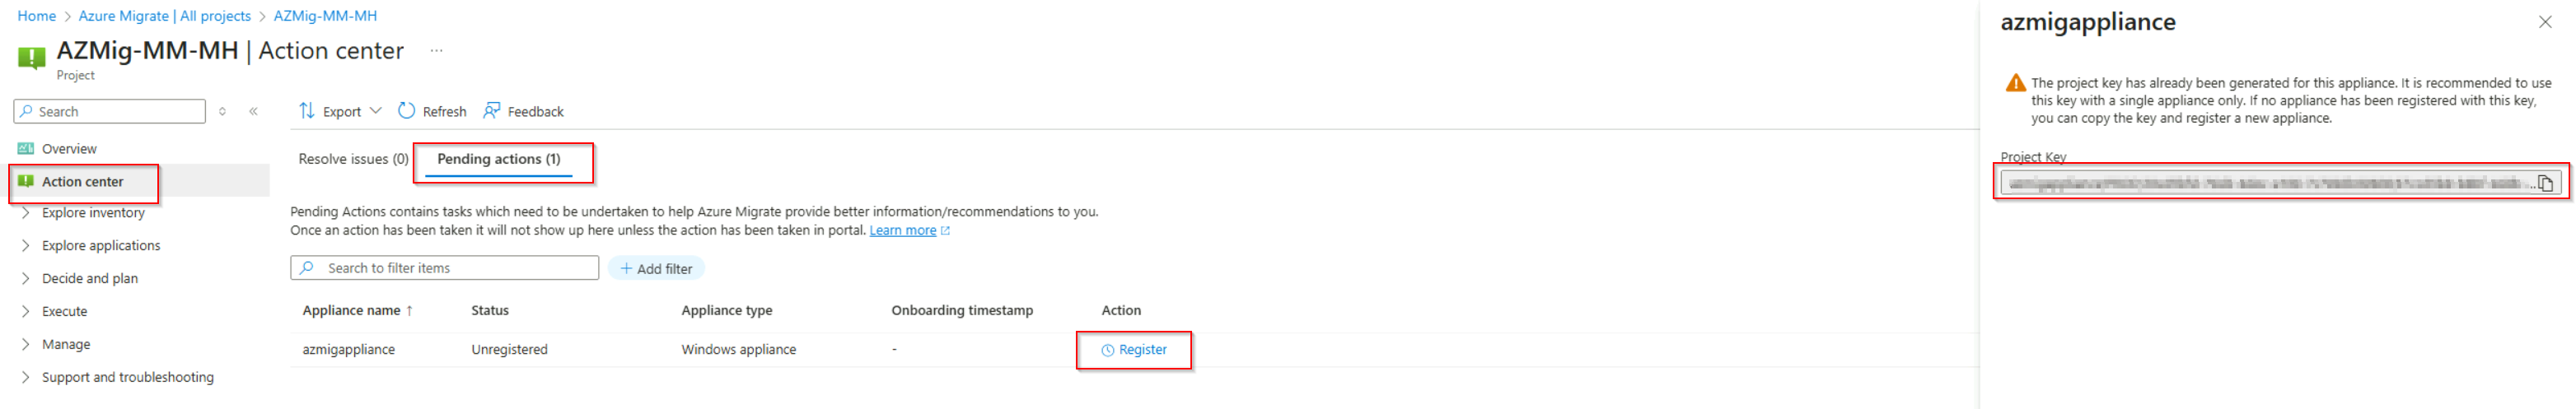 Home > Azure Migrate | All projects > AZMig-MM-MH
AZMig-MM-MH | Action center ...
Project
Search
Overview
Action center
Explore inventory
Explore applications
Decide and plan
Execute
Manage
Support and troubleshooting
Export
Refresh
Feedback
Resolve issues (0)
Pending actions (1)
Pending Actions contains tasks which need to be undertaken to help Azure Migrate provide better information/recommendations to you.
Once an action has been taken it will not show up here unless the action has been taken in portal. Learn more
Search to filter items
+ Add filter
Appliance name ↑ Status Appliance type Onboarding timestamp Action
azmigappliance Unregistered Windows appliance - Register
azmigappliance
The project key has already been generated for this appliance. It is recommended to use
this key with a single appliance only. If no appliance has been registered with this key,
you can copy the key and register a new appliance.
Project Key